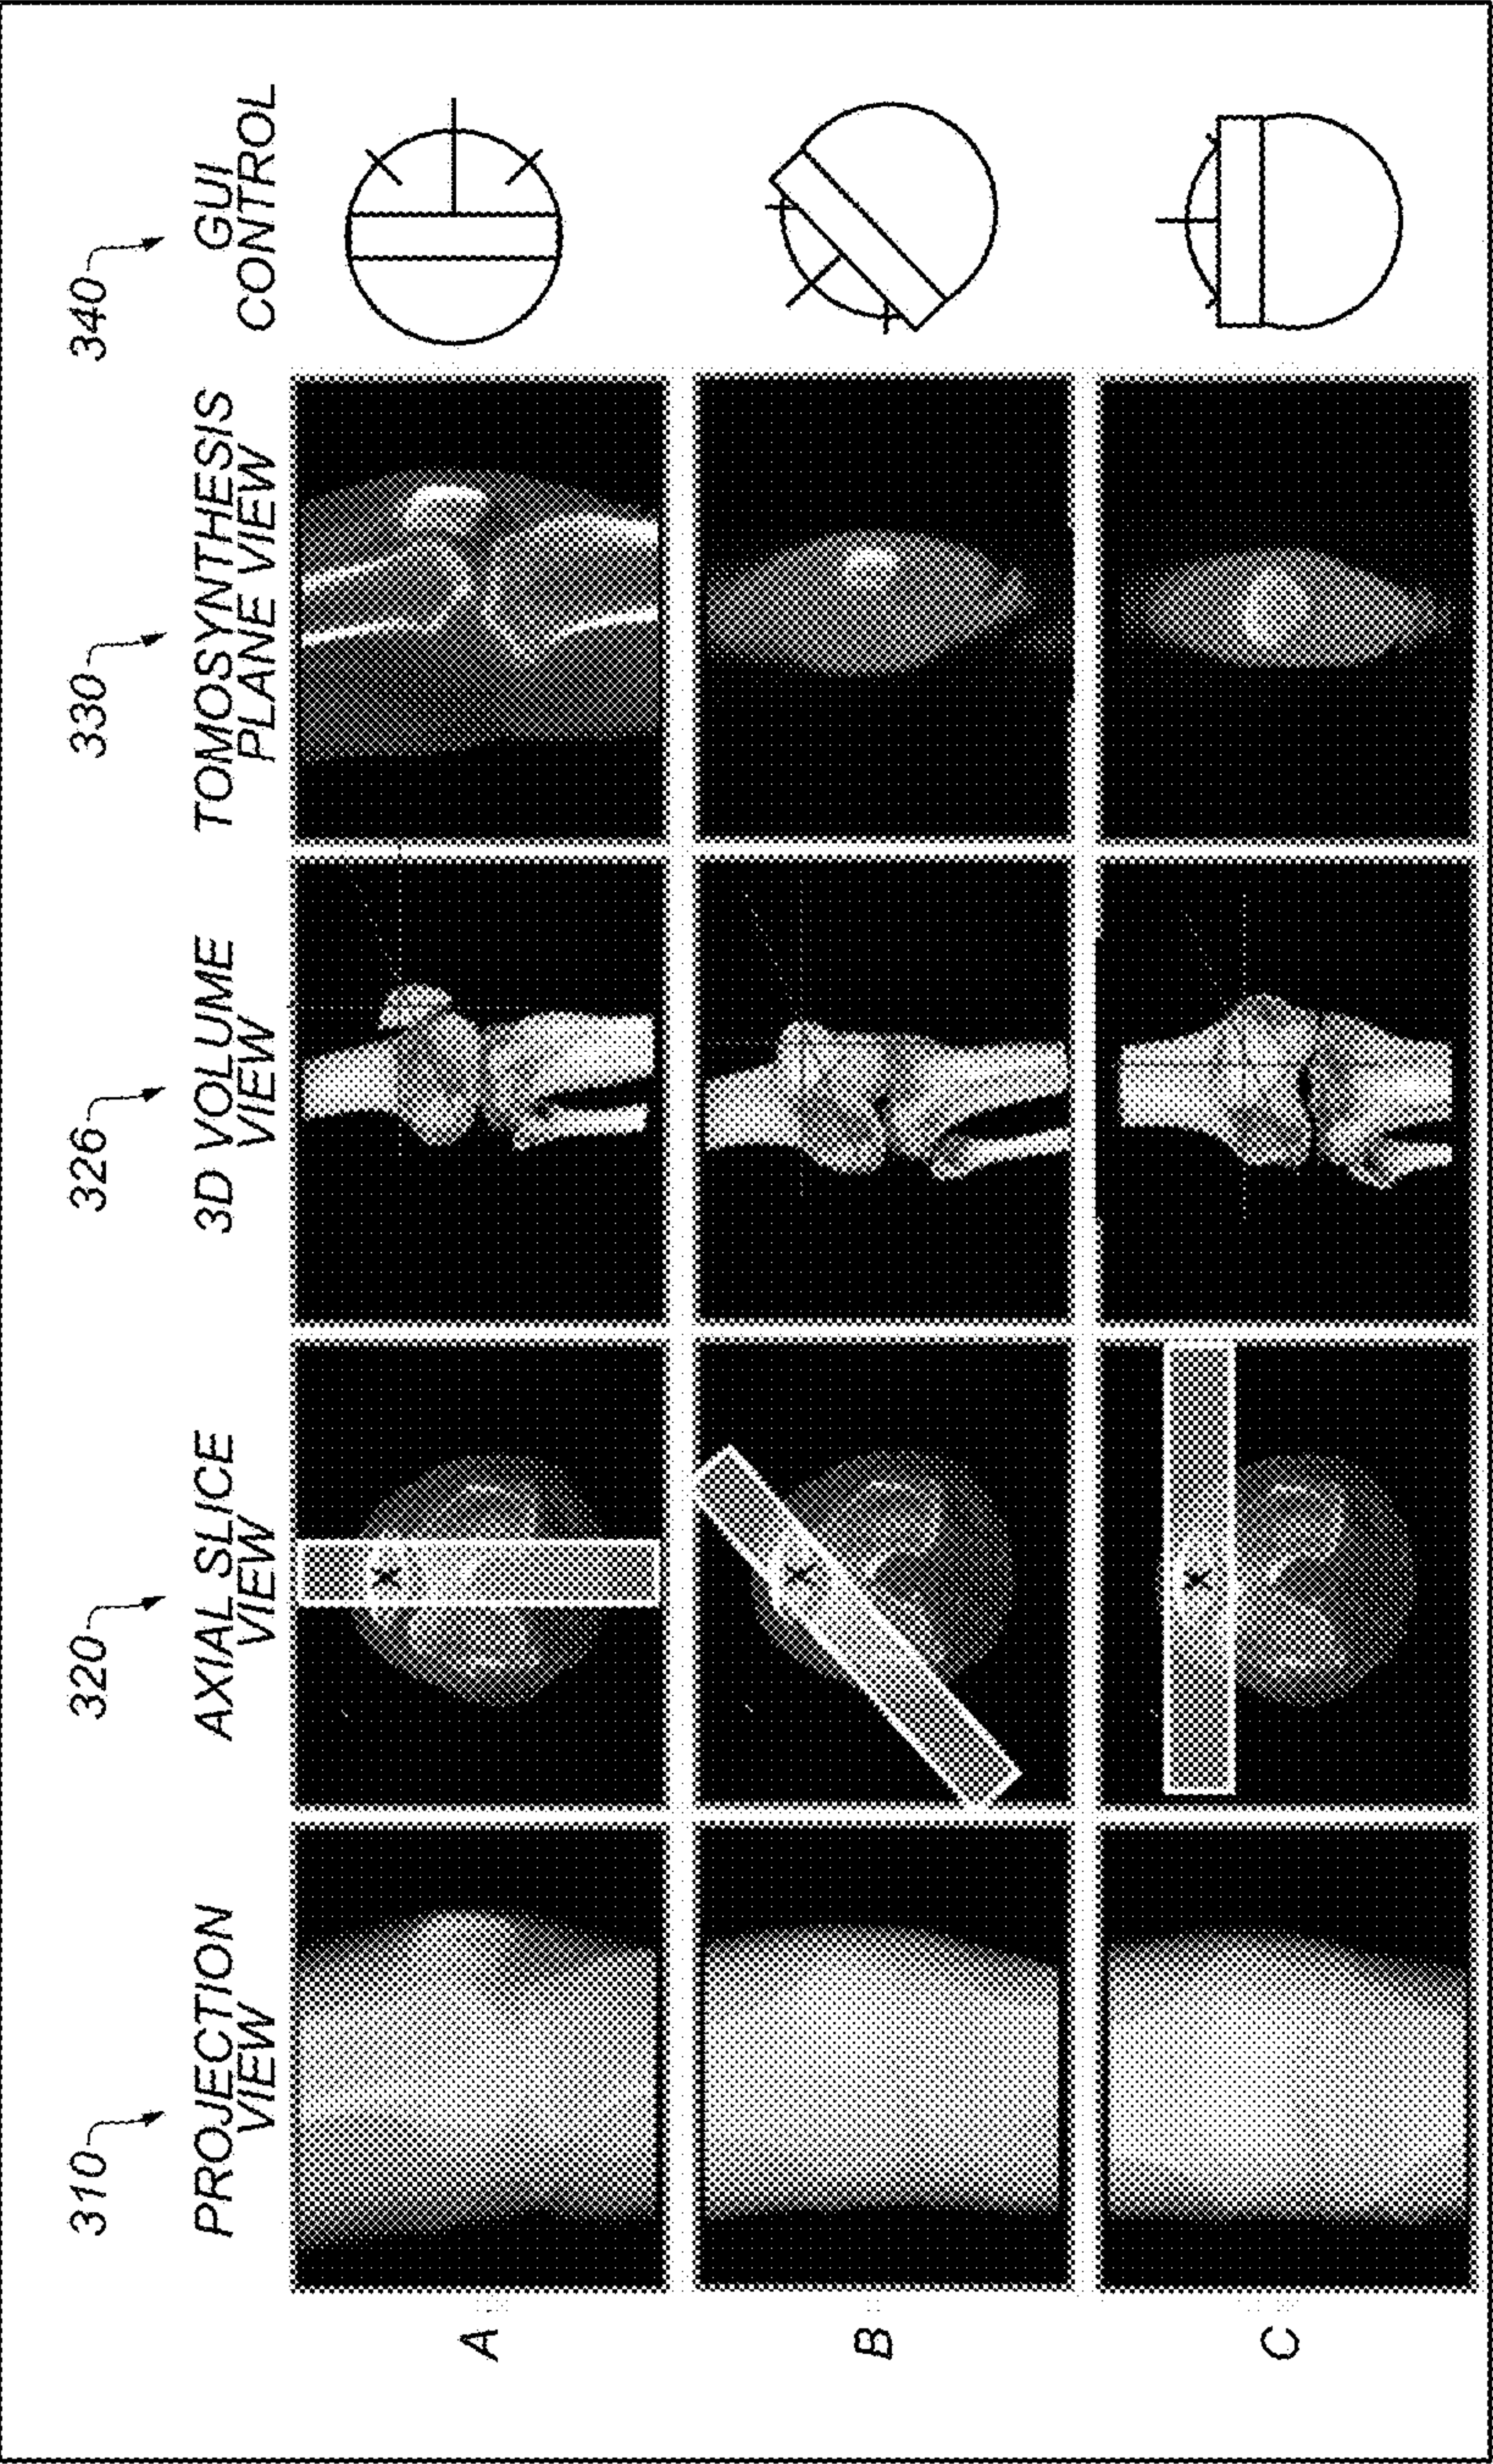 310
320
326
330
340
PROJECTION
VIEW
AXIAL SLICE
VIEW
3D VOLUME
VIEW
TOMOSYNTHESIS
PLANE VIEW
GUI
CONTROL
A
x
B
x
C
x